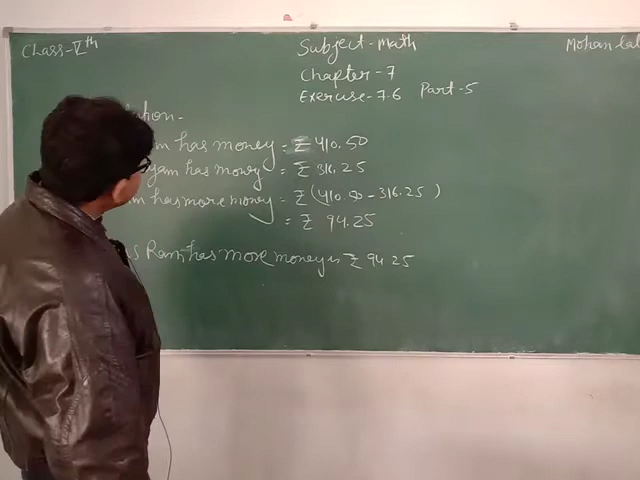 Class-Vth
Subject-math
Mohan lal
Chapter-7
Exercise-7.6 Part-5
has money = ₹ 410.50
has money = ₹ 316.25
has more money = ₹ (410.50 - 316.25)
= ₹ 94.25
Ram has more money is ₹ 94.25